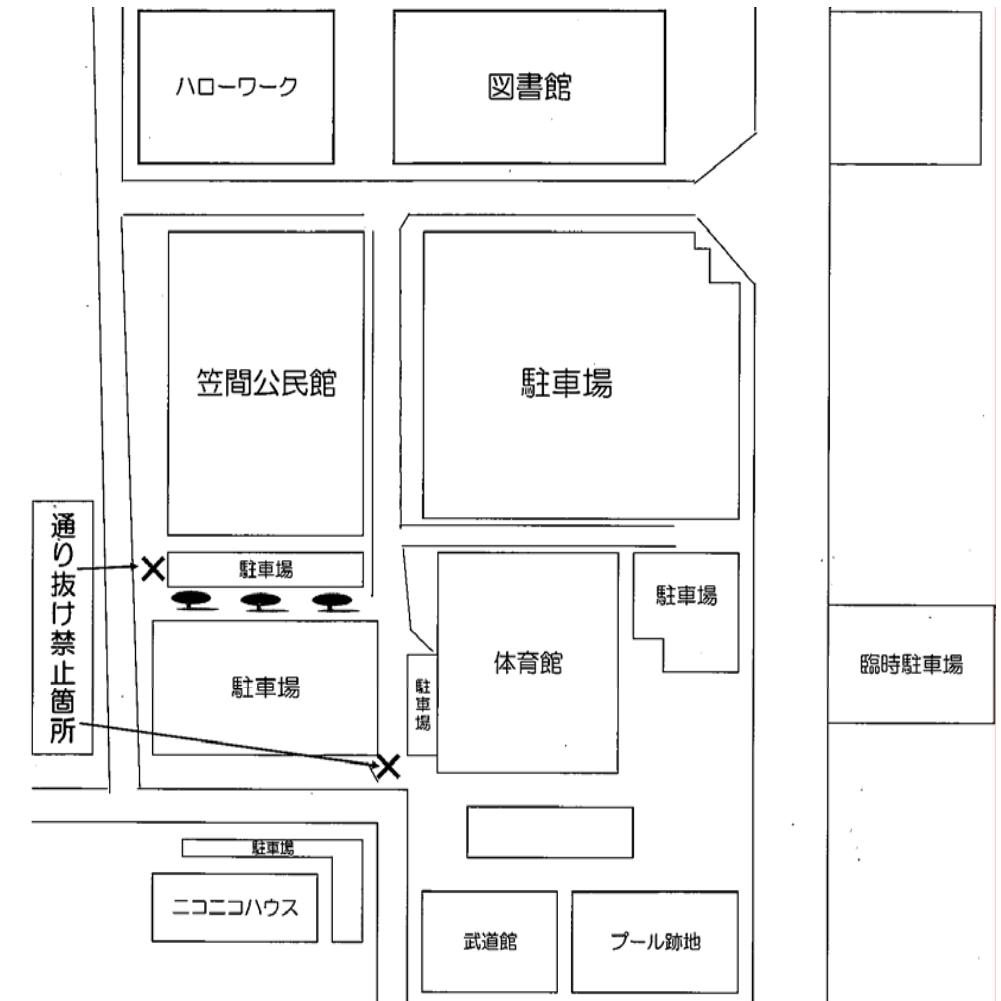 ハローワーク
図書館
笠間公民館
駐車場
通り抜け禁止箇所
駐車場
駐車場
体育館
駐車場
臨時駐車場
駐車場
駐車場
ニコニコハウス
武道館
プール跡地